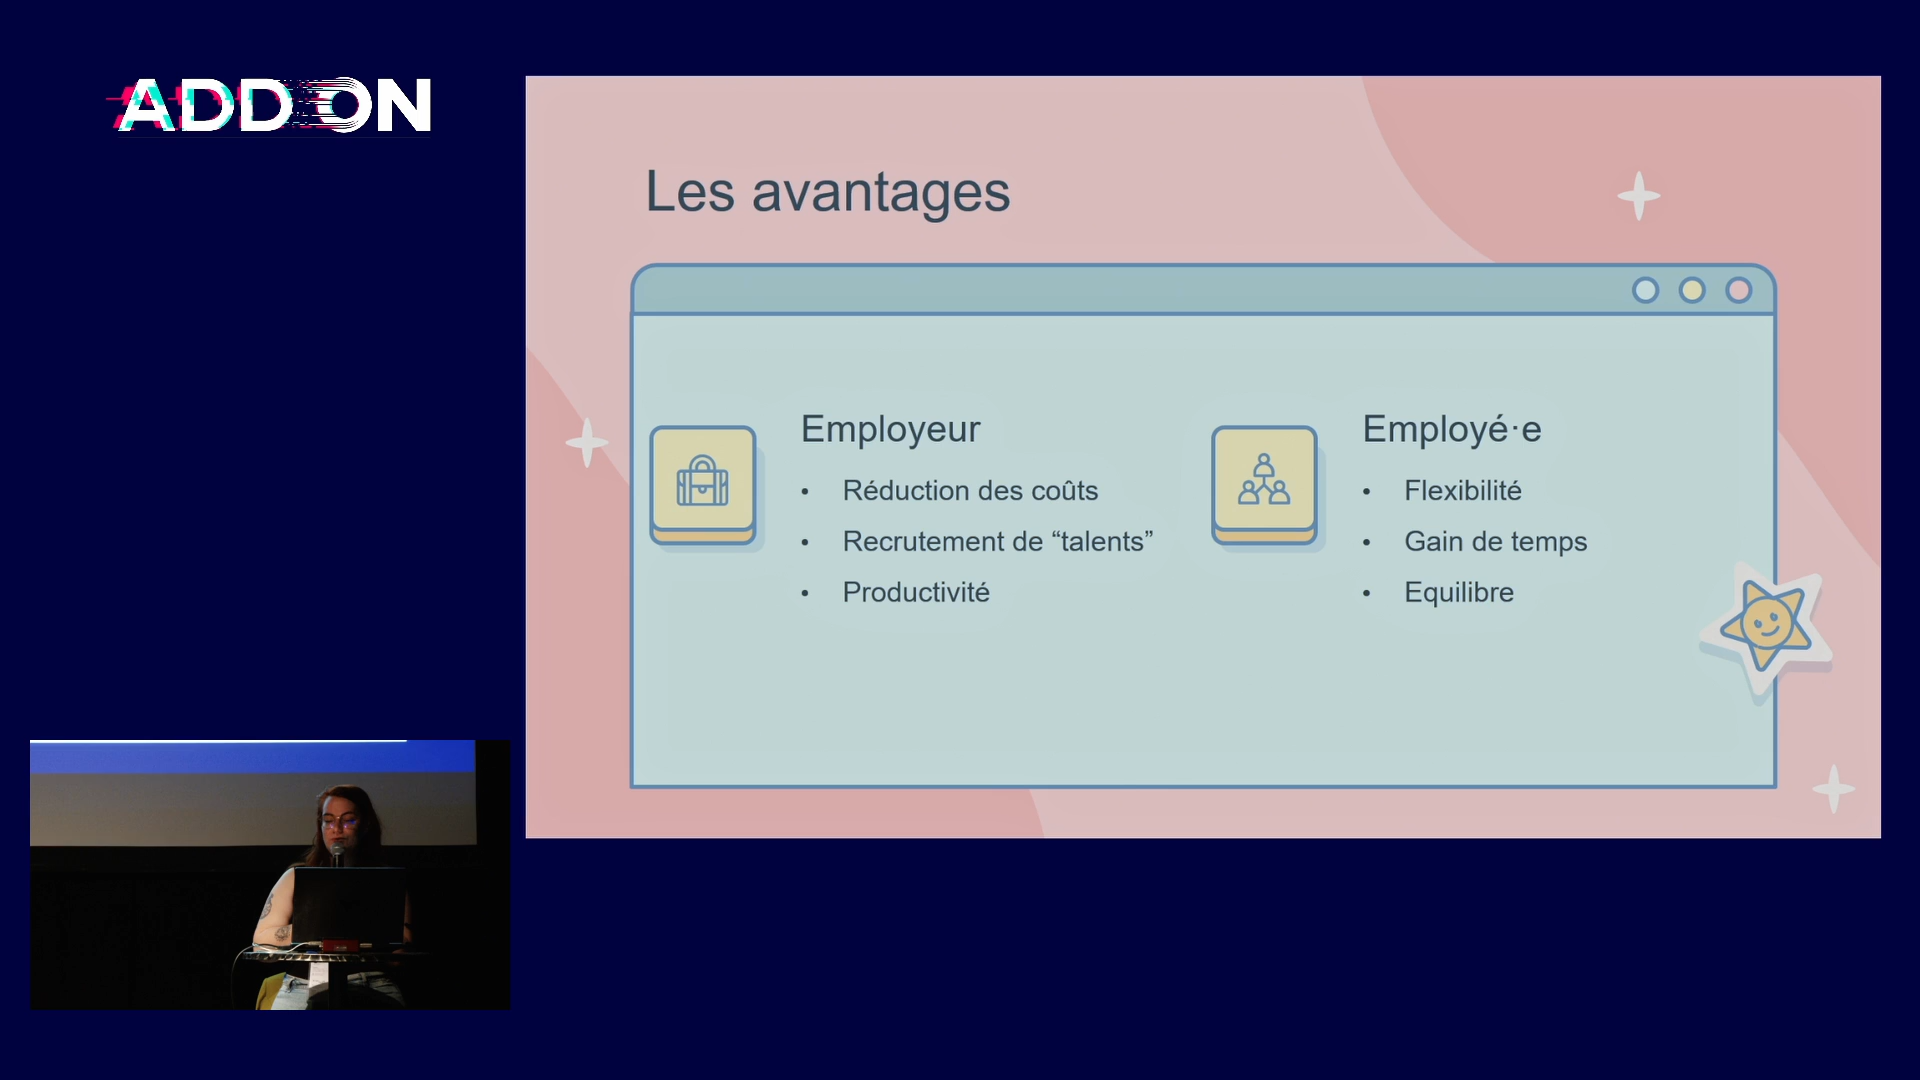 ADDON
Les avantages
Employeur
• Réduction des coûts
• Recrutement de “talents”
• Productivité
Employé·e
• Flexibilité
• Gain de temps
• Equilibre